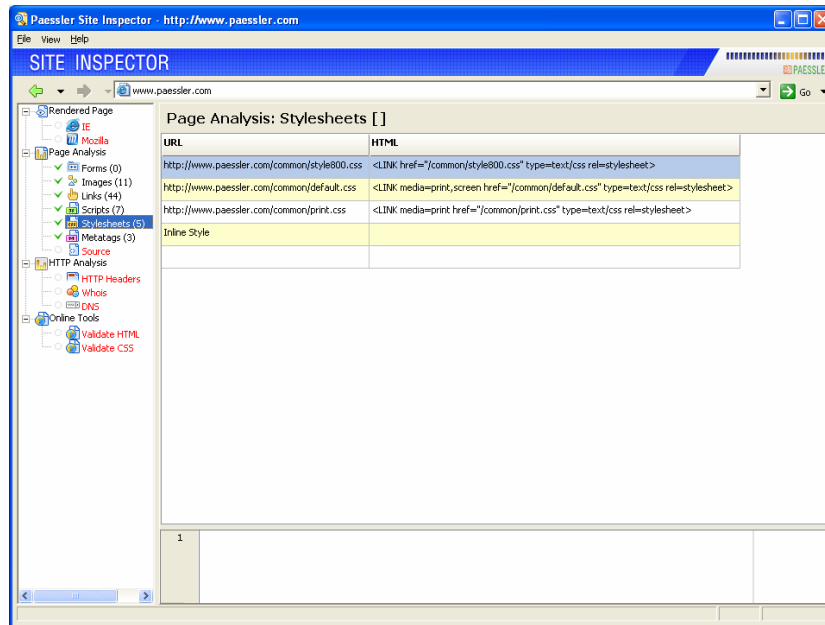 Paessler Site Inspector - http://www.paessler.com
File View Help
SITE INSPECTOR
PAESSLE
www.paessler.com
Go
Rendered Page
IE
Mozilla
Page Analysis
Forms (0)
Images (11)
Links (44)
Scripts (7)
Stylesheets (5)
Metatags (3)
Source
HTTP Analysis
HTTP Headers
Whois
DNS
Online Tools
Validate HTML
Validate CSS
Page Analysis: Stylesheets [ ]
URL HTML
http://www.paessler.com/common/style800.css <LINK href="/common/style800.css" type=text/css rel=stylesheet>
http://www.paessler.com/common/default.css <LINK media=print,screen href="/common/default.css" type=text/css rel=stylesheet>
http://www.paessler.com/common/print.css <LINK media=print href="/common/print.css" type=text/css rel=stylesheet>
Inline Style
1